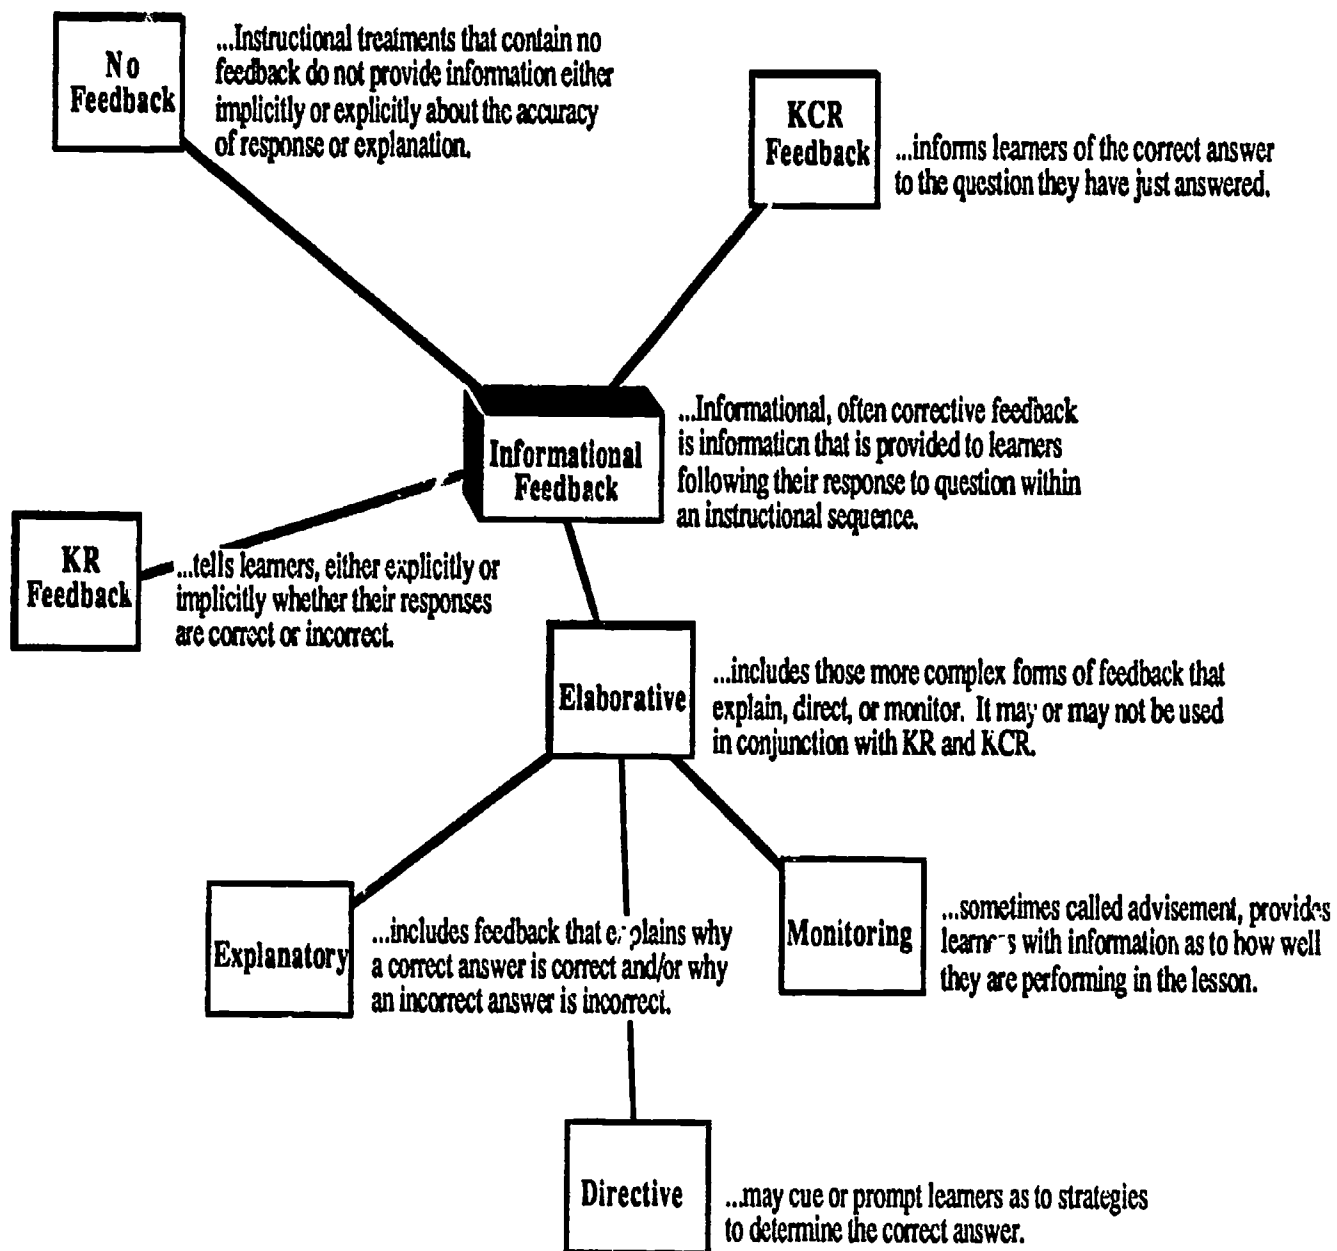 No
Feedback
...Instructional treatments that contain no
feedback do not provide information either
implicitly or explicitly about the accuracy
of response or explanation.
KCR
Feedback
...informs learners of the correct answer
to the question they have just answered.
Informational
Feedback
...Informational, often corrective feedback
is information that is provided to learners
following their response to question within
an instructional sequence.
KR
Feedback
...tells learners, either explicitly or
implicitly whether their responses
are correct or incorrect.
Elaborative
...includes those more complex forms of feedback that
explain, direct, or monitor. It may or may not be used
in conjunction with KR and KCR.
Explanatory
...includes feedback that explains why
a correct answer is correct and/or why
an incorrect answer is incorrect.
Monitoring
...sometimes called advisement, provides
learners with information as to how well
they are performing in the lesson.
Directive
...may cue or prompt learners as to strategies
to determine the correct answer.